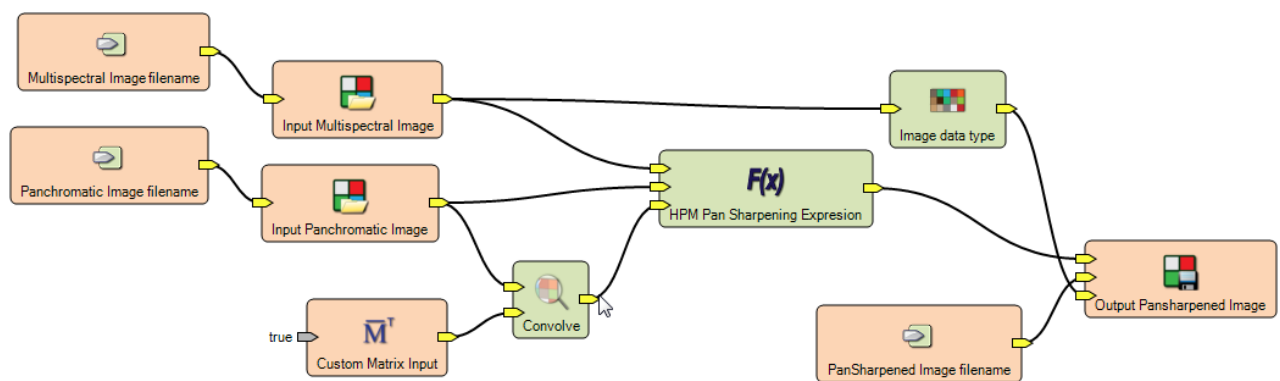 Multispectral Image filename
Input Multispectral Image
Image data type
Panchromatic Image filename
Input Panchromatic Image
F(x)
HPM Pan Sharpening Expresion
Convolve
true
M̅ᵀ
Custom Matrix Input
Output Pansharpened Image
PanSharpened Image filename